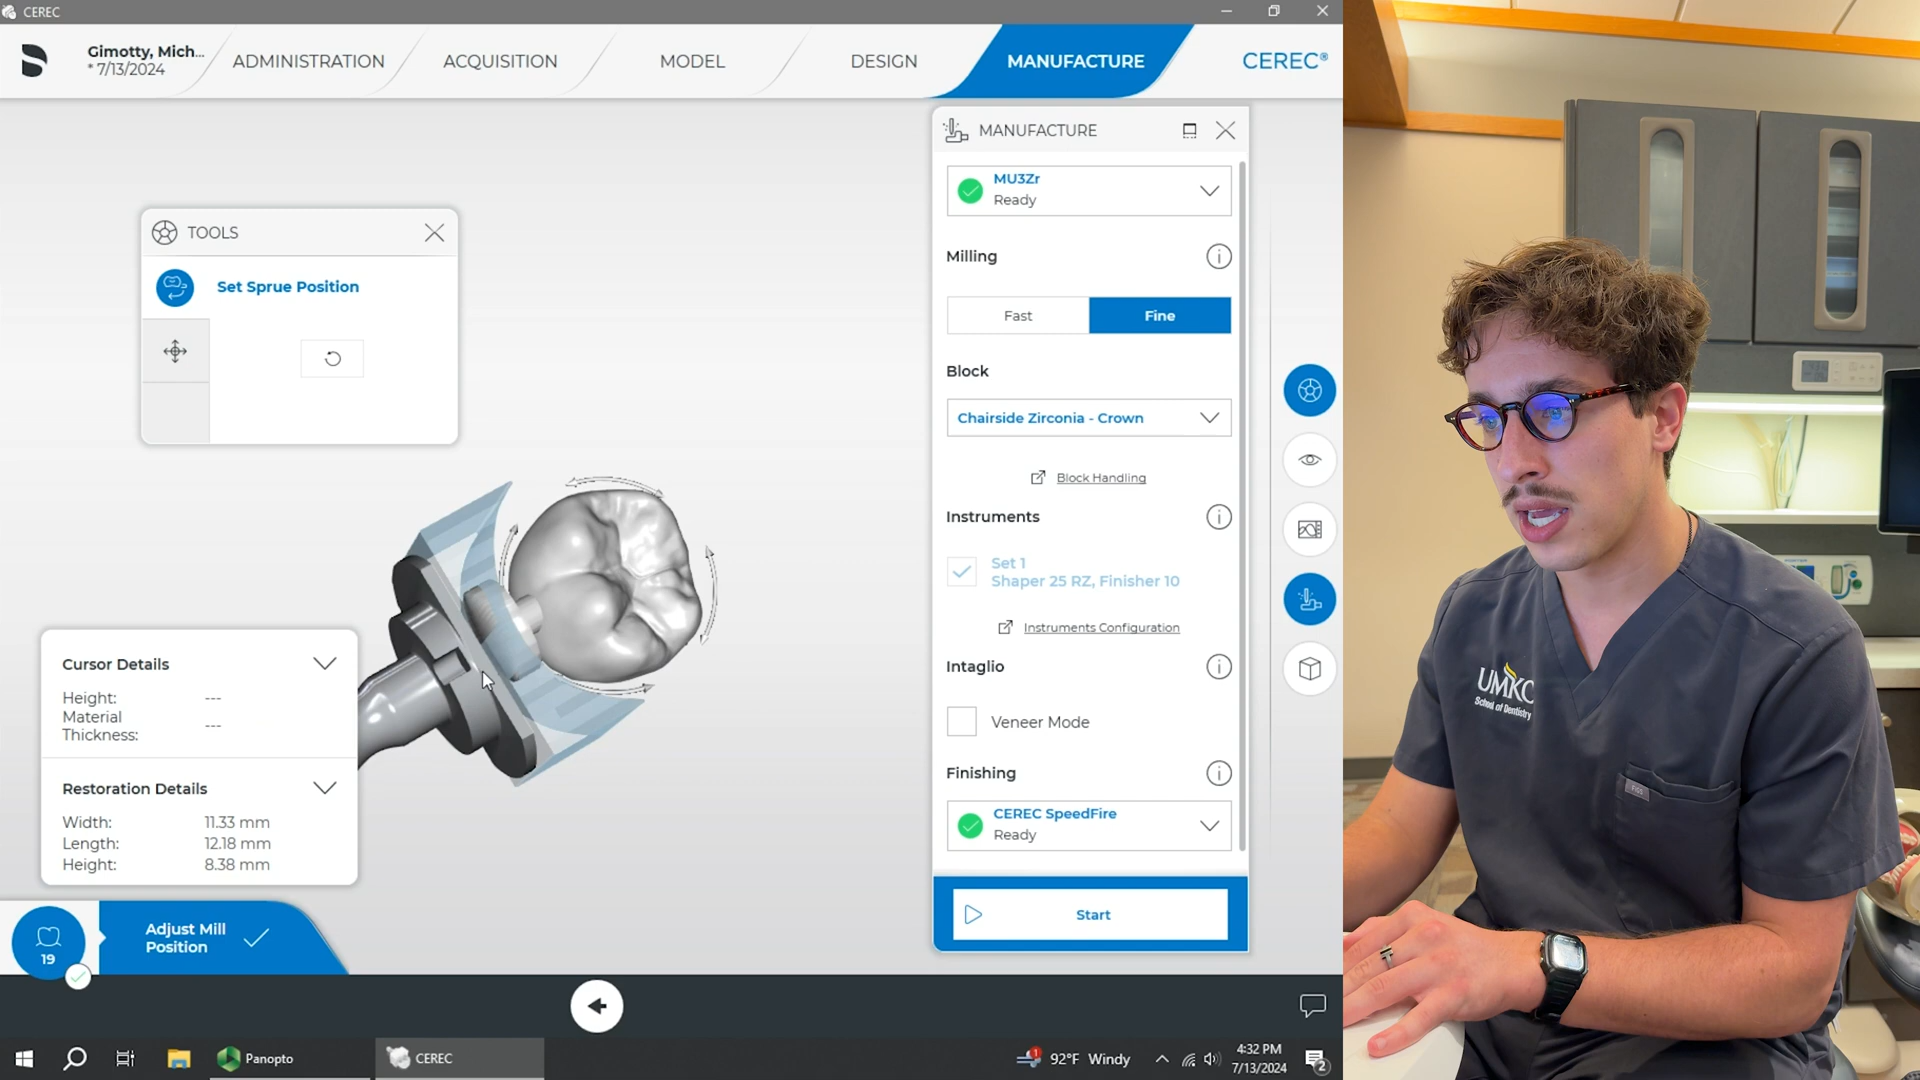 CEREC
Gimotty, Mich...
* 7/13/2024
ADMINISTRATION
ACQUISITION
MODEL
DESIGN
MANUFACTURE
CEREC®
TOOLS
Set Sprue Position
MANUFACTURE
MU3Zr
Ready
Milling
Fast
Fine
Block
Chairside Zirconia - Crown
Block Handling
Instruments
Set 1
Shaper 25 RZ, Finisher 10
Instruments Configuration
Intaglio
Veneer Mode
Finishing
CEREC SpeedFire
Ready
Start
Cursor Details
Height: ---
Material
Thickness: ---
Restoration Details
Width: 11.33 mm
Length: 12.18 mm
Height: 8.38 mm
19
Adjust Mill
Position
Panopto
CEREC
1
92°F Windy
4:32 PM
7/13/2024
2
UMKC
School of Dentistry